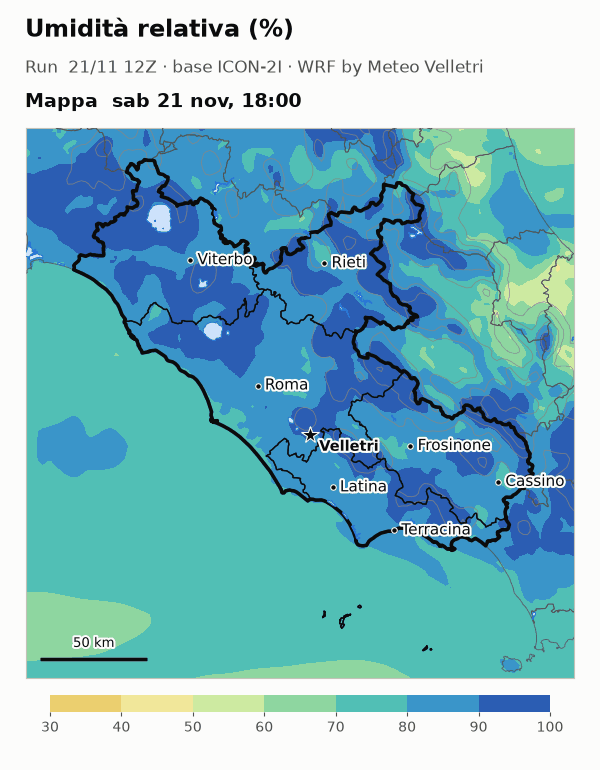 Umidità relativa (%)
Run 21/11 12Z · base ICON-2I · WRF by Meteo Velletri
Mappa sab 21 nov, 18:00
Viterbo
Rieti
Roma
Velletri
Frosinone
Cassino
Latina
Terracina
50 km
30 40 50 60 70 80 90 100